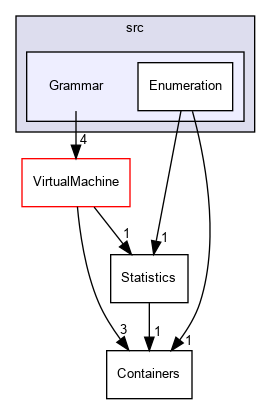 src
Grammar
Enumeration
4
VirtualMachine
1
1
Statistics
3
1
1
Containers